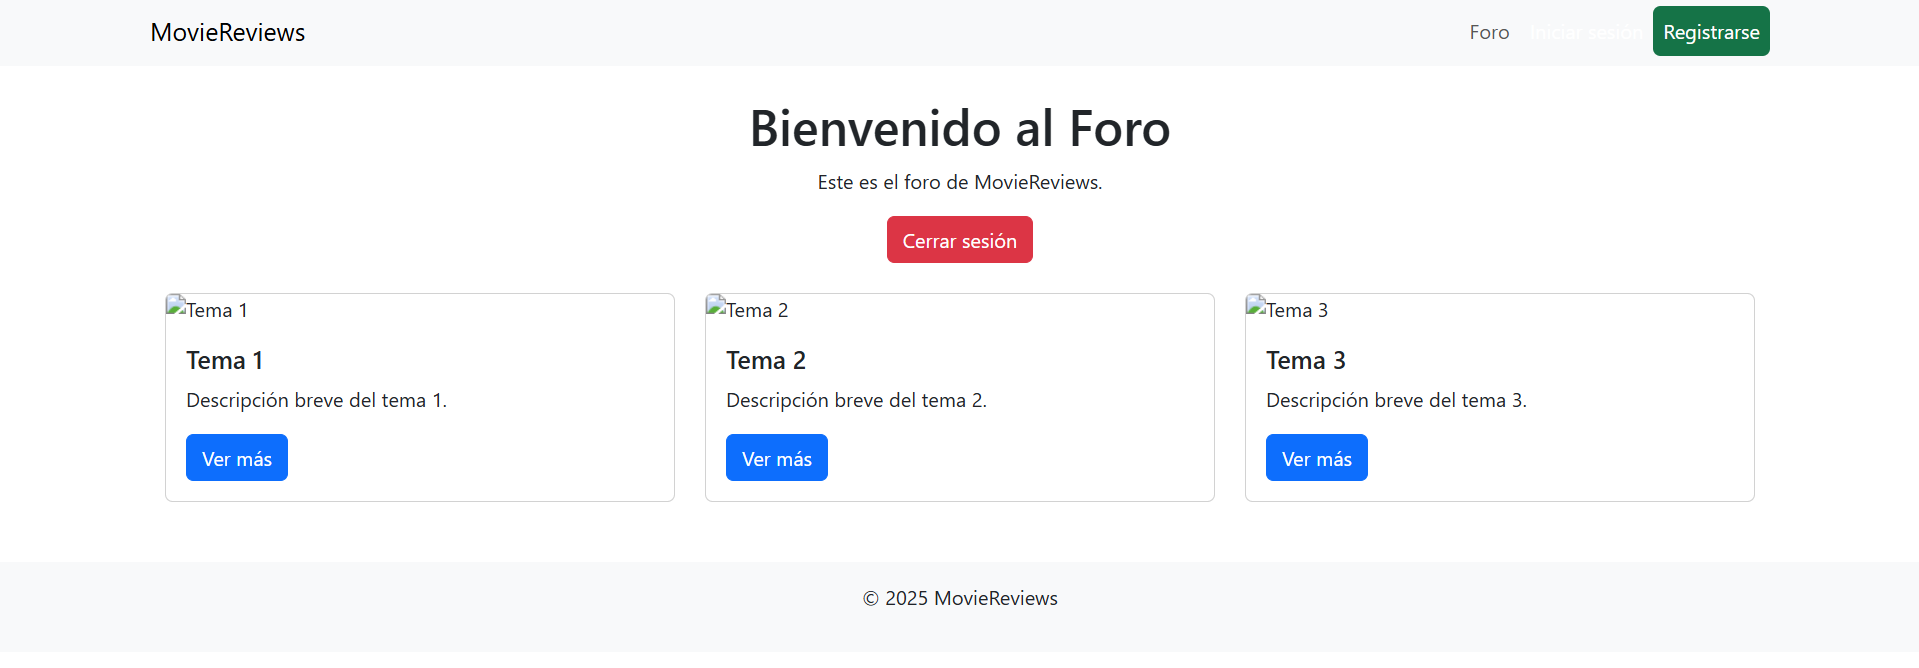 MovieReviews
Foro Iniciar sesión Registrarse
Bienvenido al Foro
Este es el foro de MovieReviews.
Cerrar sesión
Tema 1 Tema 2 Tema 3
Tema 1
Descripción breve del tema 1.
Ver más
Tema 2
Descripción breve del tema 2.
Ver más
Tema 3
Descripción breve del tema 3.
Ver más
© 2025 MovieReviews